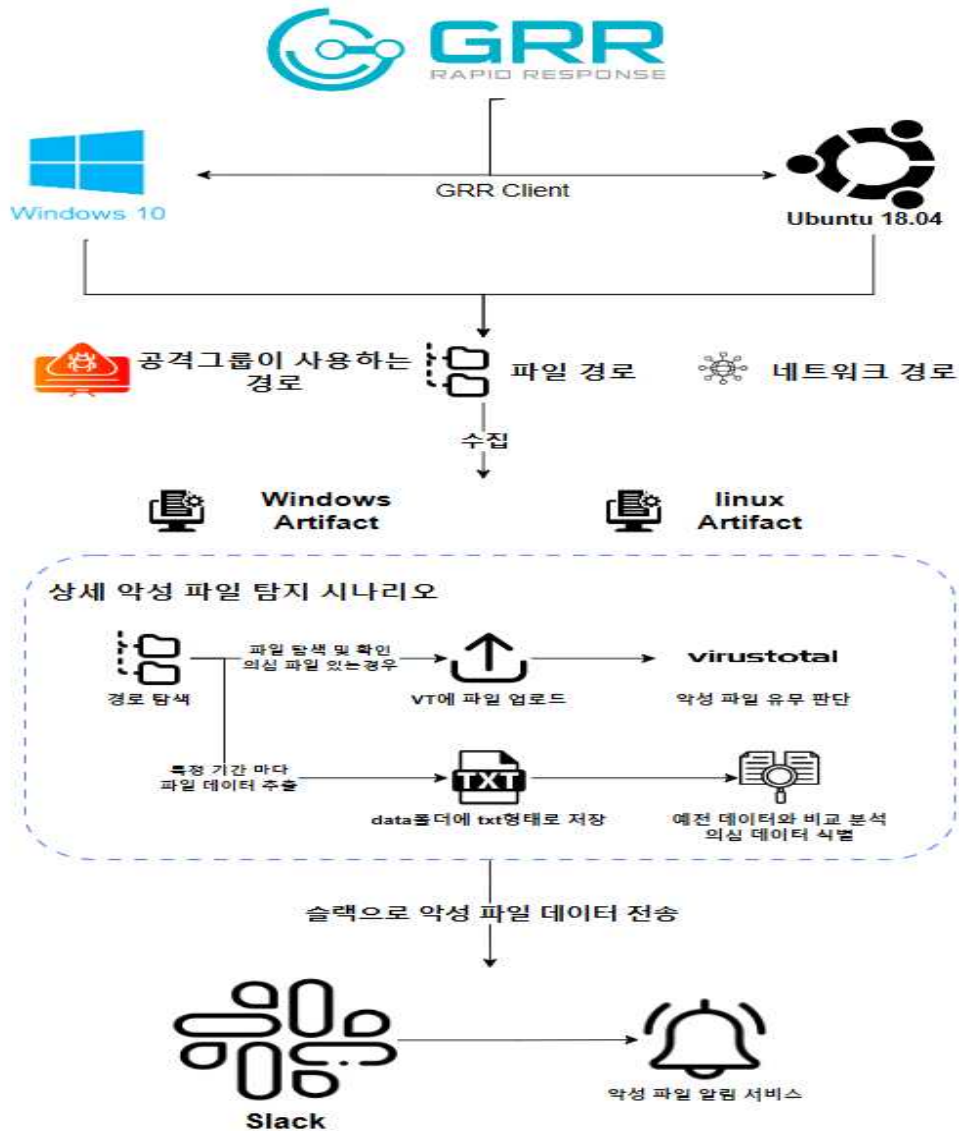 GRR
RAPID RESPONSE
GRR Client
Windows 10
Ubuntu 18.04
공격그룹이 사용하는
경로
파일 경로
네트워크 경로
수집
Windows
Artifact
linux
Artifact
상세 악성 파일 탐지 시나리오
파일 탐색 및 확인
의심 파일 있는경우
경로 탐색
VT에 파일 업로드
virustotal
악성 파일 유무 판단
특정 기간 마다
파일 데이터 추출
TXT
data폴더에 txt형태로 저장
예전 데이터와 비교 분석
의심 데이터 식별
슬랙으로 악성 파일 데이터 전송
Slack
악성 파일 알림 서비스